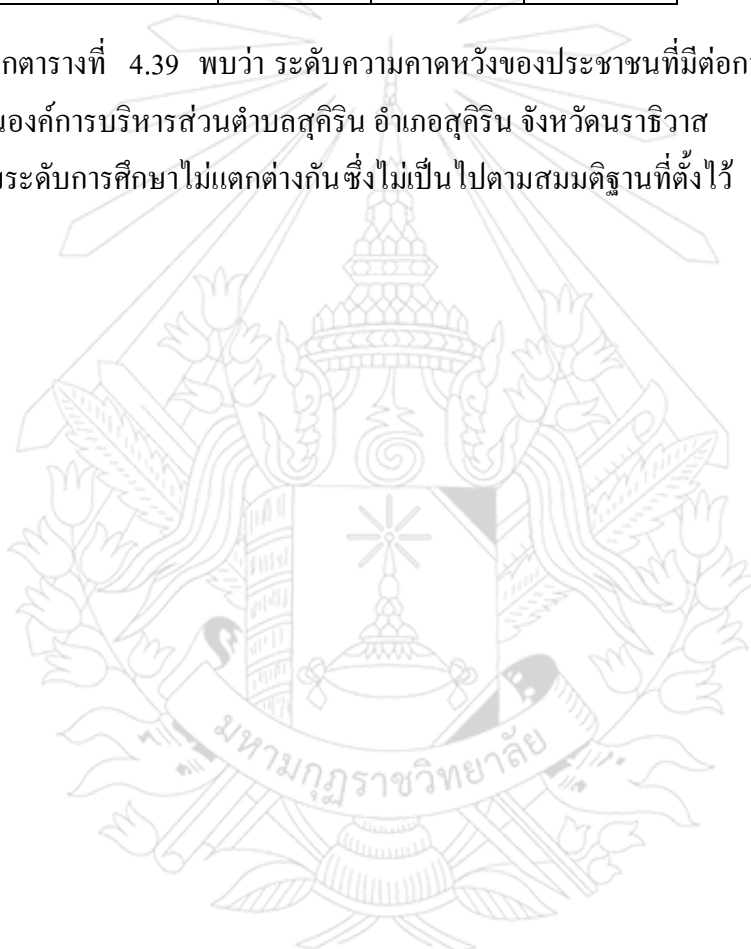 กตารางที่ 4.39 พบว่า ระดับความคาดหวังของประชาชนที่มีต่อกา
องค์การบริหารส่วนตำบลสุคิริน อำเภอสุคิริน จังหวัดนราธิวาส
ระดับการศึกษาไม่แตกต่างกันซึ่งไม่เป็นไปตามสมมติฐานที่ตั้งไว้
มหามกุฏราชวิทยาลัย